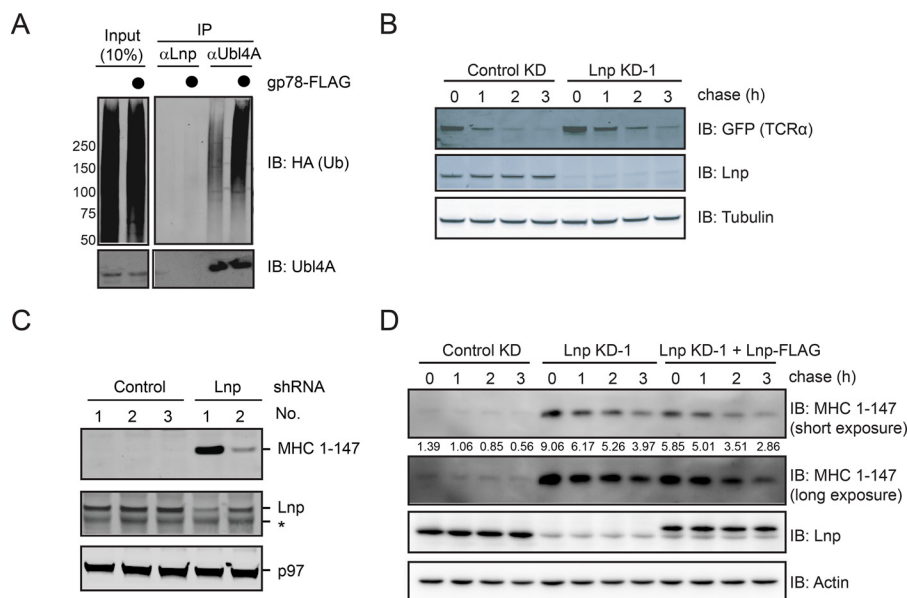 A
Input
(10%)
IP
αLnp αUbl4A
gp78-FLAG
250
150
100
75
50
IB: HA (Ub)
IB: Ubl4A
B
Control KD Lnp KD-1
0 1 2 3 0 1 2 3 chase (h)
IB: GFP (TCRα)
IB: Lnp
IB: Tubulin
C
Control Lnp shRNA
1 2 3 1 2 No.
MHC 1-147
Lnp
*
p97
D
Control KD Lnp KD-1 Lnp KD-1 + Lnp-FLAG
0 1 2 3 0 1 2 3 0 1 2 3 chase (h)
IB: MHC 1-147
(short exposure)
1.39 1.06 0.85 0.56 9.06 6.17 5.26 3.97 5.85 5.01 3.51 2.86
IB: MHC 1-147
(long exposure)
IB: Lnp
IB: Actin